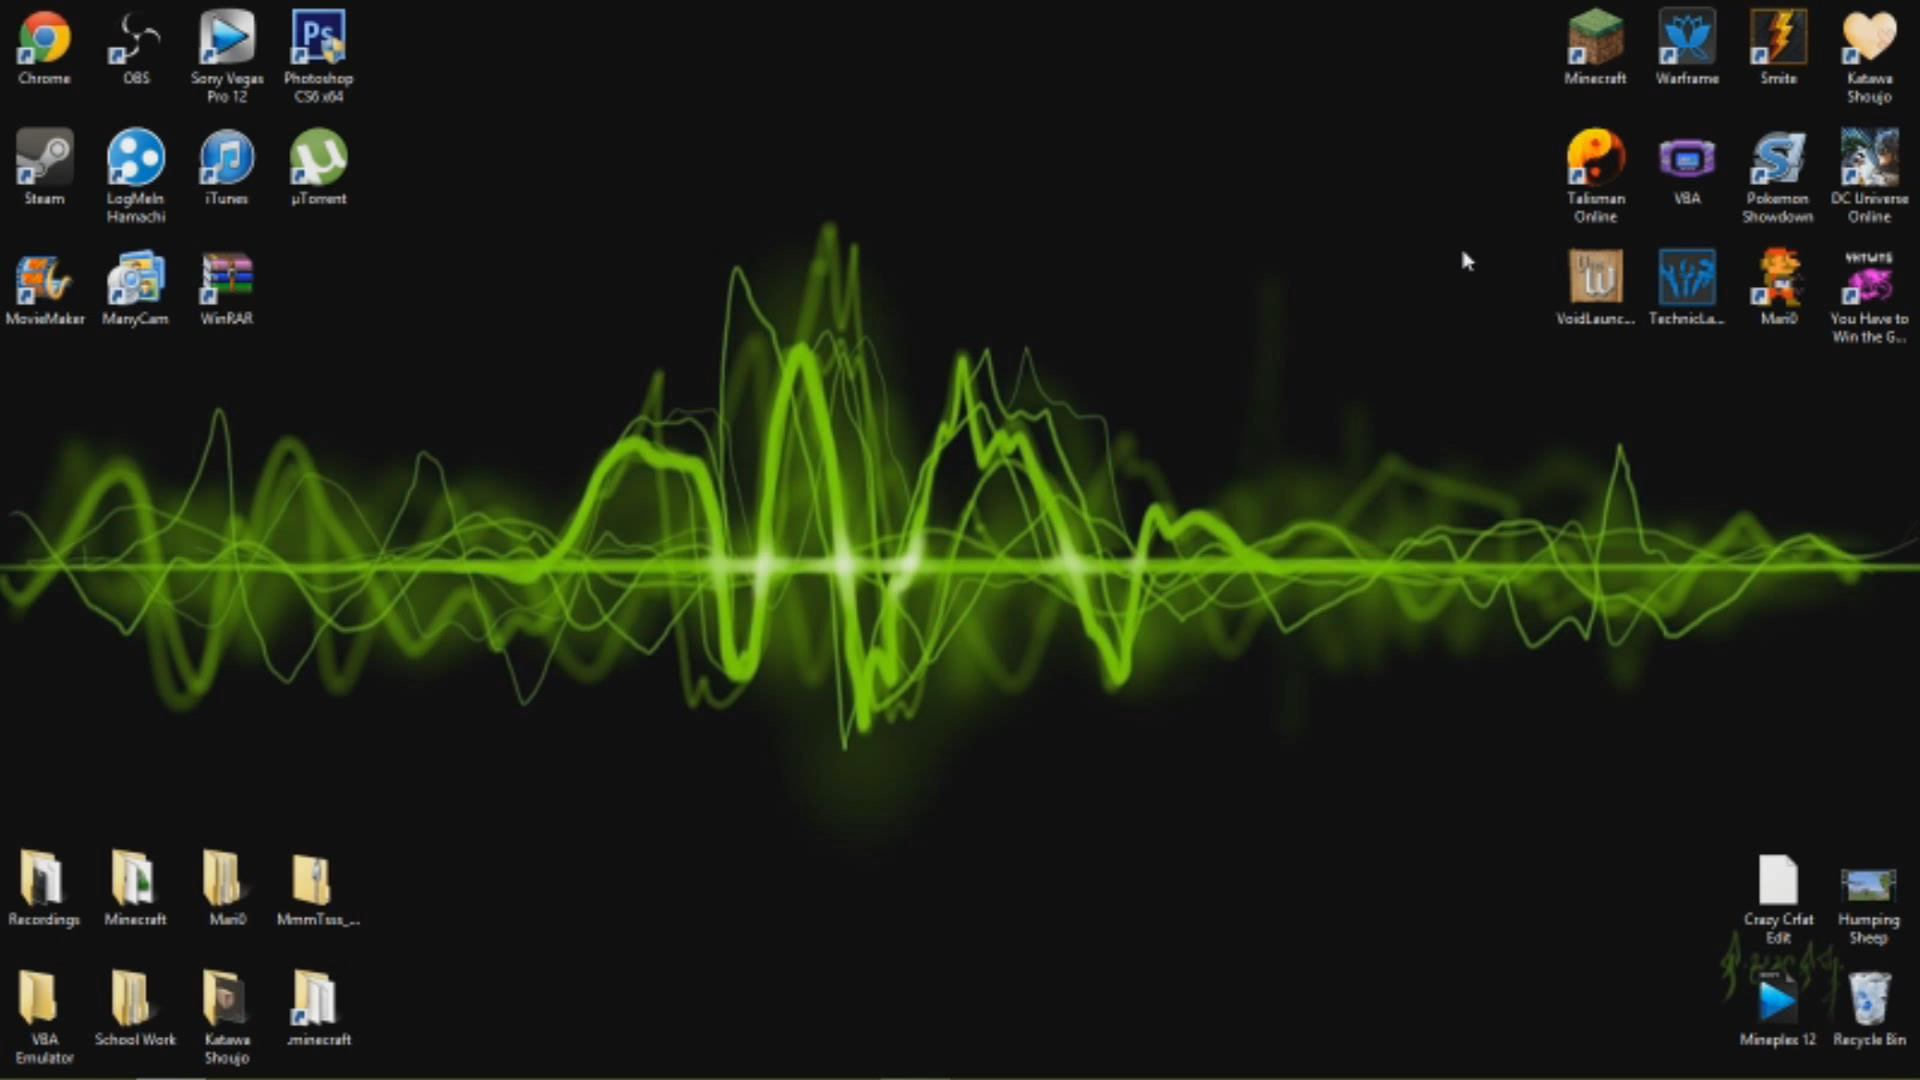 Chrome
OBS
Sony Vegas
Pro 12
Ps
Photoshop
CS6 x64
Minecraft
Warframe
Smite
Katawa
Shoujo
Steam
LogMeIn
Hamachi
iTunes
µ
µTorrent
Talisman
Online
VBA
Pokemon
Showdown
DC Universe
Online
MovieMaker
ManyCam
WinRAR
W
VoidLaunc...
TechnicLa...
Mari0
You Have to
Win the G...
Recordings
Minecraft
Mari0
MmmTsss_...
Crazy Crfat
Edit
Humping
Sheep
VBA
Emulator
School Work
Katawa
Shoujo
.minecraft
Mineplex 12
Recycle Bin